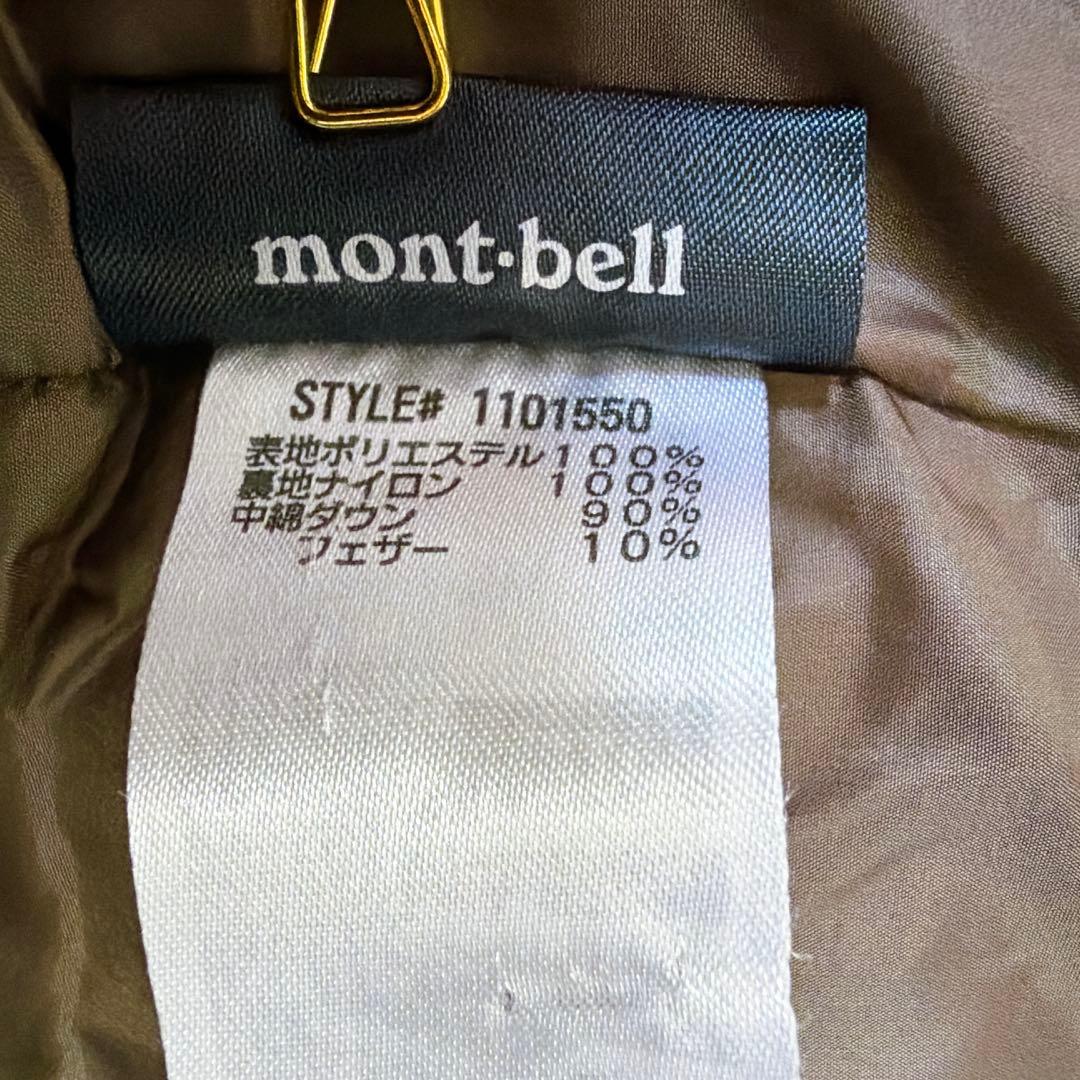 mont·bell
STYLE# 1101550
表地ポリエステル100%
裏地ナイロン 100%
中綿ダウン 90%
フェザー 10%